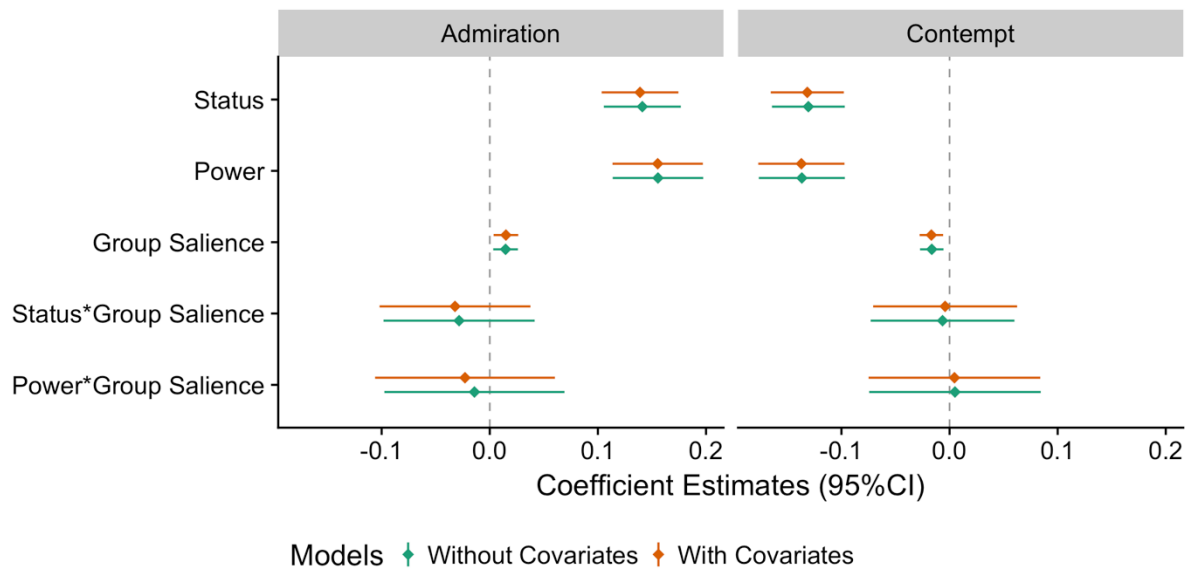 Admiration
Contempt
Status
Power
Group Salience
Status*Group Salience
Power*Group Salience
-0.1 0.0 0.1 0.2 -0.1 0.0 0.1 0.2
Coefficient Estimates (95%CI)
Models Without Covariates With Covariates